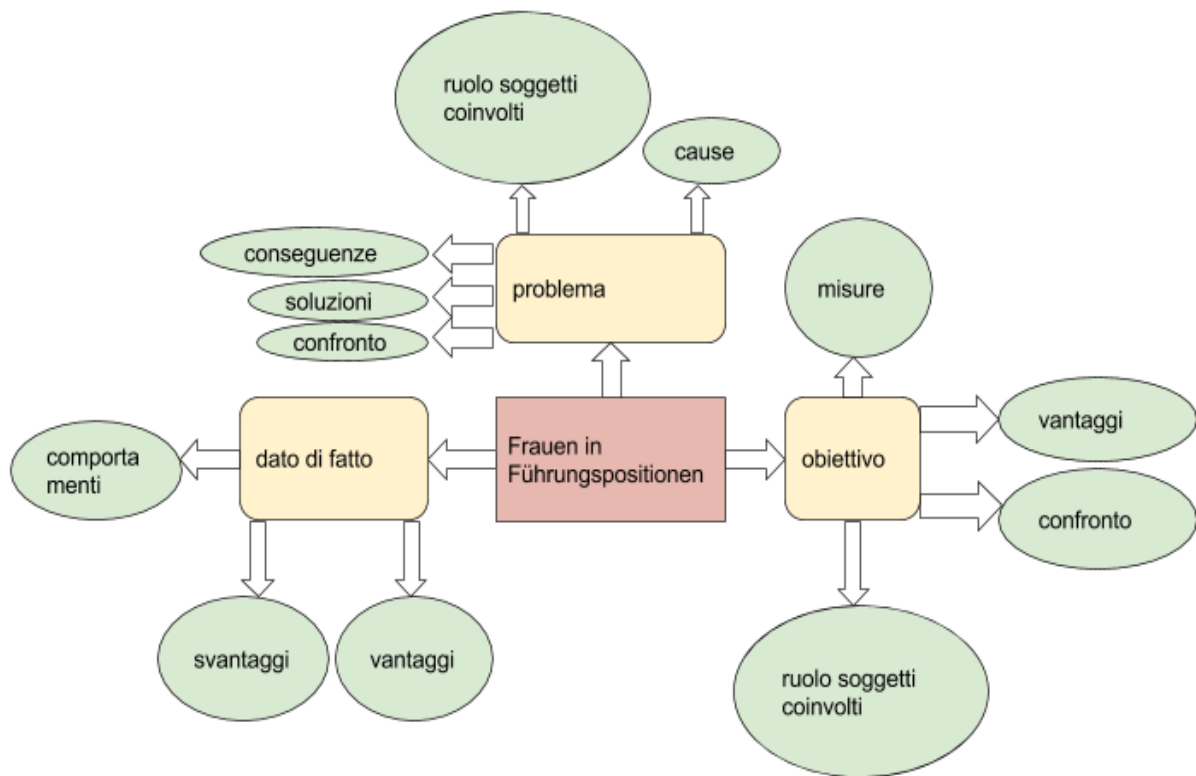 ruolo soggetti
coinvolti
cause
conseguenze
problema
misure
soluzioni
confronto
vantaggi
comporta
menti
dato di fatto
Frauen in
Führungspositionen
obiettivo
confronto
svantaggi
vantaggi
ruolo soggetti
coinvolti